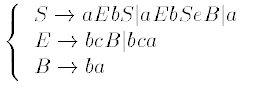 S → aEbS|aEbSeB|a
E → bcB|bca
B → ba